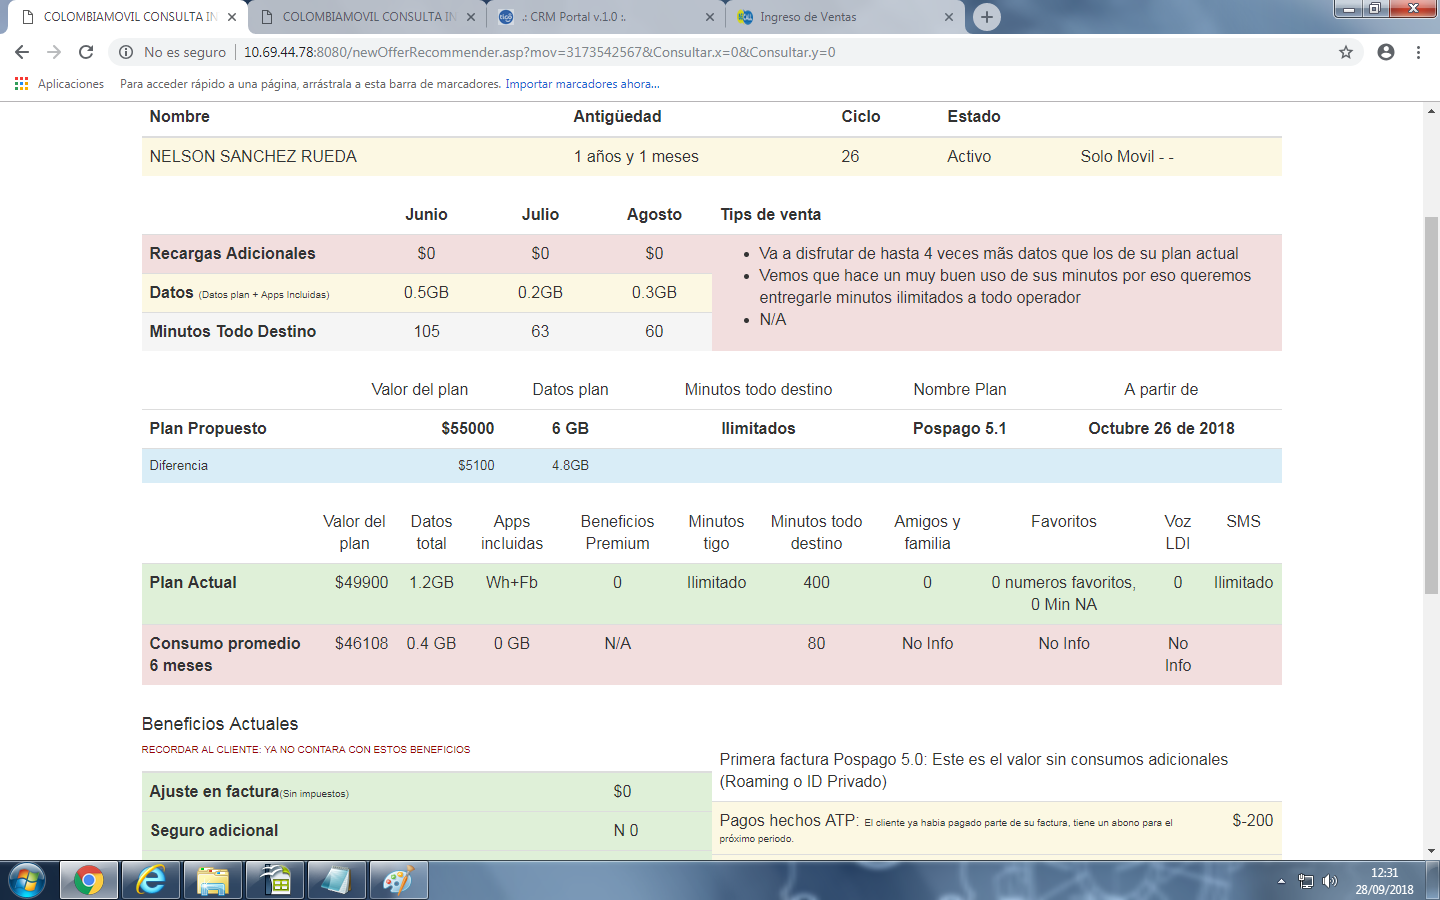 COLOMBIAMOVIL CONSULTA IN
COLOMBIAMOVIL CONSULTA IN
.: CRM Portal v.1.0 :.
Ingreso de Ventas
No es seguro | 10.69.44.78:8080/newOfferRecommender.asp?mov=3173542567&Consultar.x=0&Consultar.y=0
Aplicaciones Para acceder rápido a una página, arrástrala a esta barra de marcadores. Importar marcadores ahora...
Nombre Antigüedad Ciclo Estado
NELSON SANCHEZ RUEDA 1 años y 1 meses 26 Activo Solo Movil - -
Junio Julio Agosto Tips de venta
Recargas Adicionales $0 $0 $0
• Va a disfrutar de hasta 4 veces mãs datos que los de su plan actual
• Vemos que hace un muy buen uso de sus minutos por eso queremos
entregarle minutos ilimitados a todo operador
• N/A
Datos (Datos plan + Apps Incluidas) 0.5GB 0.2GB 0.3GB
Minutos Todo Destino 105 63 60
Valor del plan Datos plan Minutos todo destino Nombre Plan A partir de
Plan Propuesto $55000 6 GB Ilimitados Pospago 5.1 Octubre 26 de 2018
Diferencia $5100 4.8GB
Valor del Datos Apps Beneficios Minutos Minutos todo Amigos y Favoritos Voz SMS
plan total incluidas Premium tigo destino familia LDI
Plan Actual $49900 1.2GB Wh+Fb 0 Ilimitado 400 0 0 numeros favoritos, 0 Ilimitado
0 Min NA
Consumo promedio $46108 0.4 GB 0 GB N/A 80 No Info No Info No
6 meses Info
Beneficios Actuales
RECORDAR AL CLIENTE: YA NO CONTARA CON ESTOS BENEFICIOS
Ajuste en factura(Sin impuestos) $0
Seguro adicional N 0
Primera factura Pospago 5.0: Este es el valor sin consumos adicionales
(Roaming o ID Privado)
Pagos hechos ATP: El cliente ya habia pagado parte de su factura, tiene un abono para el $-200
próximo periodo.
12:31
28/09/2018